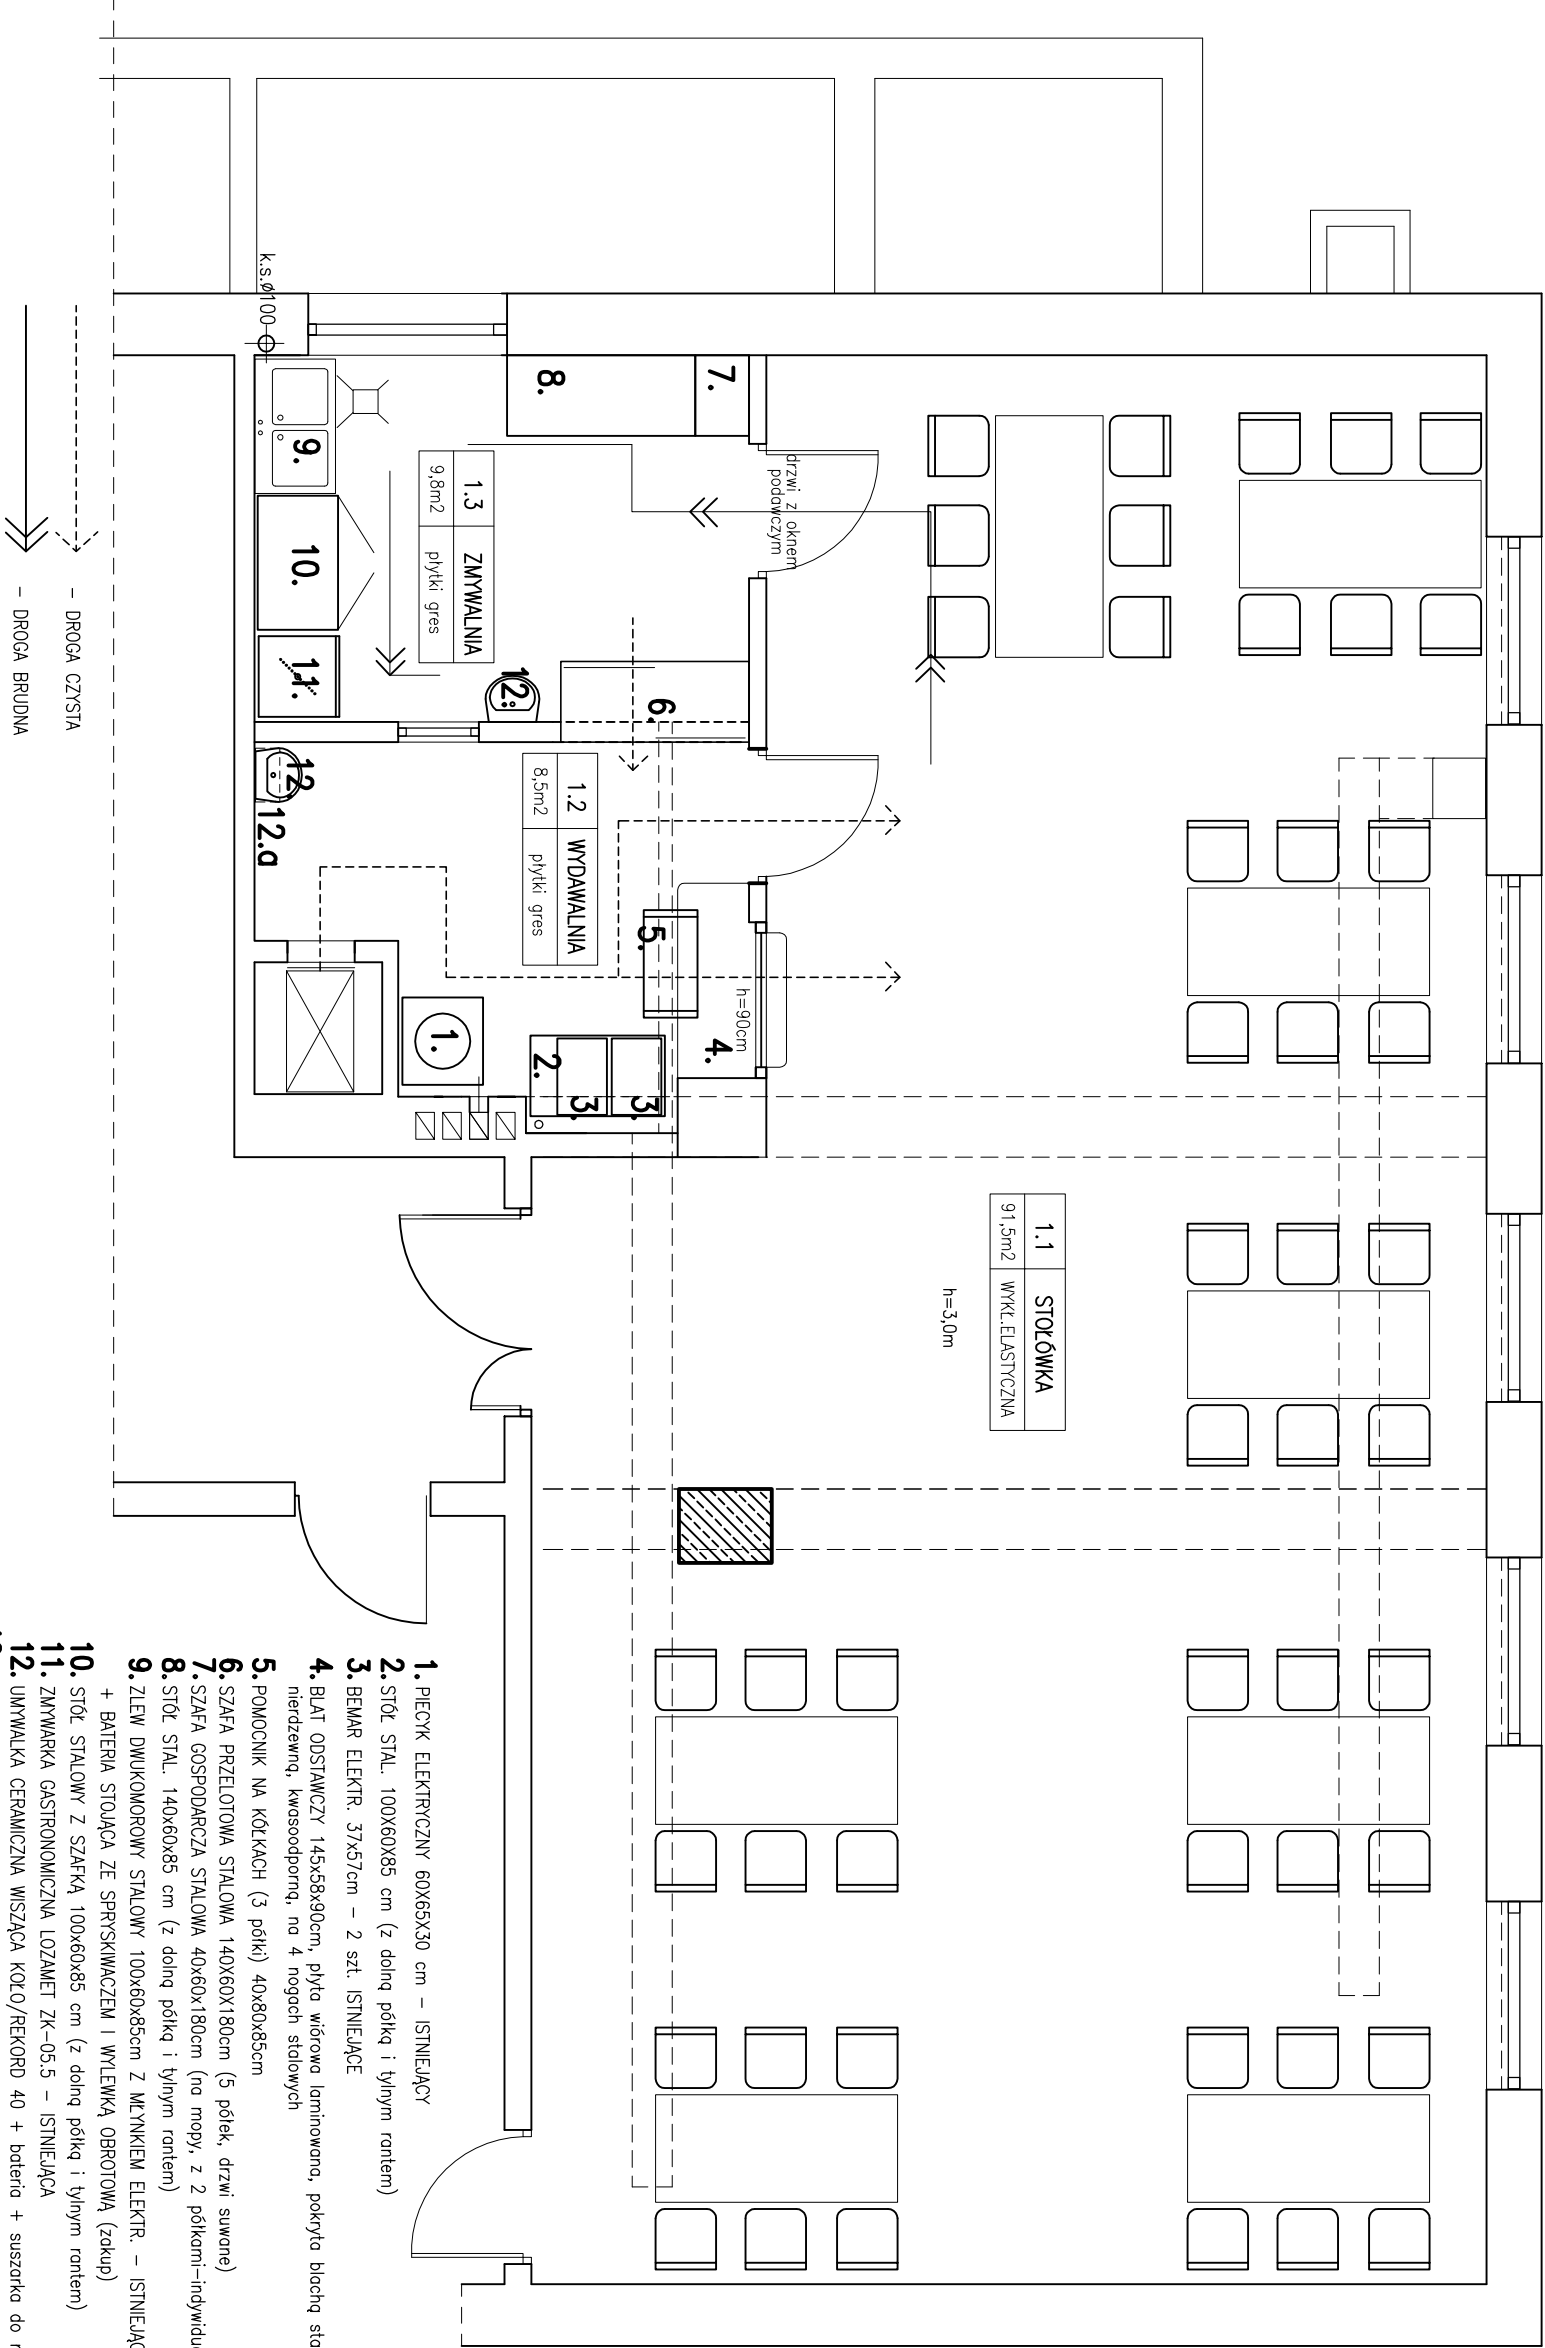 k.s.ø100
7.
8.
9.
10.
11.
12.
6.
1.3 ZMYWALNIA
9,8m2 płytki gres
drzwi z oknem
podawczym
12.
12.a
1.2 WYDAWALNIA
8,5m2 płytki gres
5.
h=90cm
4.
1.
2.
3.
3.
1.1 STOŁÓWKA
91,5m2 WYKŁ.ELASTYCZNA
h=3,0m
- DROGA CZYSTA
- DROGA BRUDNA
1. PIECYK ELEKTRYCZNY 60X65X30 cm - ISTNIEJĄCY
2. STÓŁ STAL. 100X60X85 cm (z dolną półką i tylnym rantem)
3. BEMAR ELEKTR. 37x57cm - 2 szt. ISTNIEJĄCE
4. BLAT ODSTAWCZY 145x58x90cm, płyta wiórowa laminowana, pokryta blachą
nierdzewną, kwasoodporną, na 4 nogach stalowych
5. POMOCNIK NA KÓŁKACH (3 półki) 40x80x85cm
6. SZAFA PRZELOTOWA STALOWA 140X60X180cm (5 półek, drzwi suwane)
7. SZAFA GOSPODARCZA STALOWA 40x60x180cm (na mopy, z 2 półkami-
8. STÓŁ STAL. 140x60x85 cm (z dolną półką i tylnym rantem)
9. ZLEW DWUKOMOROWY STALOWY 100x60x85cm Z MŁYNKIEM ELEKTR. -
+ BATERIA STOJĄCA ZE SPRYSKIWACZEM I WYLEWKĄ OBROTOWĄ (zakup)
10. STÓŁ STALOWY Z SZAFKĄ 100x60x85 cm (z dolną półką i tylnym rantem)
11. ZMYWARKA GASTRONOMICZNA LOZAMET ZK-05.5 - ISTNIEJĄCA
12. UMYWALKA CERAMICZNA WISZĄCA KOŁO/REKORD 40 + bateria + suszarka do